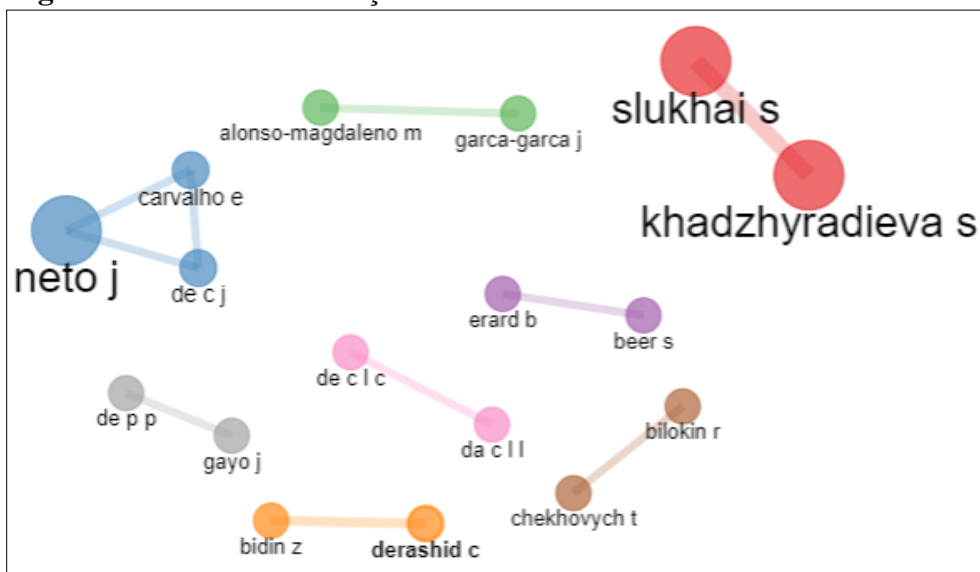 slukhai s
alonso-magdaleno m
garca-garca j
carvalho e
khadzhyradieva s
neto j
de c j
erard b
beer s
de c l c
de p p
bilokin r
da c l l
gayo j
chekhovych t
bidin z
derashid c